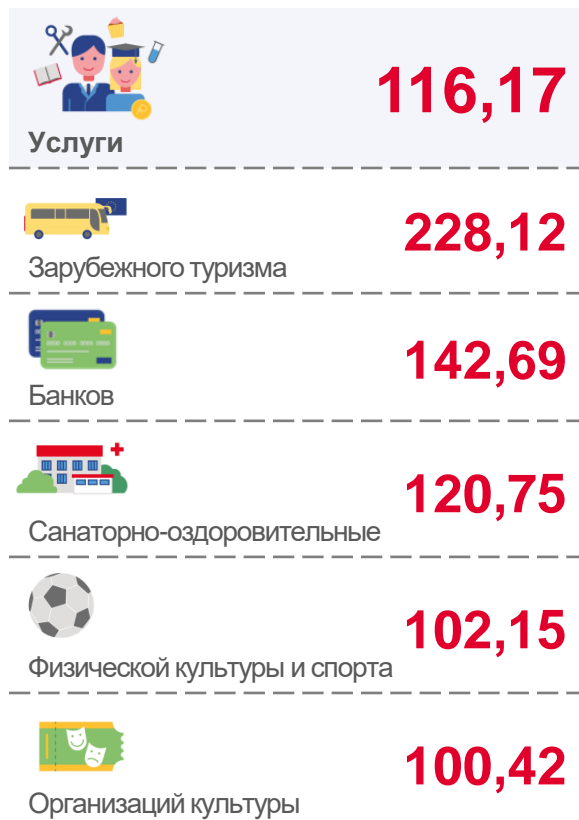 116,17
Услуги
228,12
Зарубежного туризма
142,69
Банков
120,75
Санаторно-оздоровительные
102,15
Физической культуры и спорта
100,42
Организаций культуры